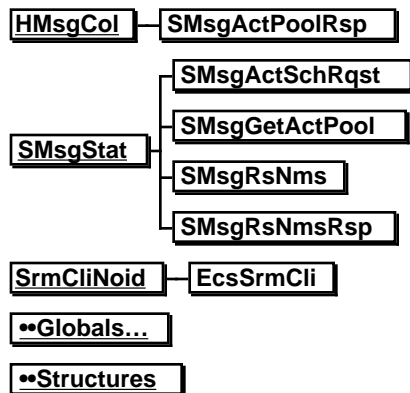 HMsgCol SMsgActPoolRsp
SMsgActSchRqst
SMsgGetActPool
SMsgStat
SMsgRsNms
SMsgRsNmsRsp
SrmCliNoid EcsSrmCli
••Globals…
••Structures